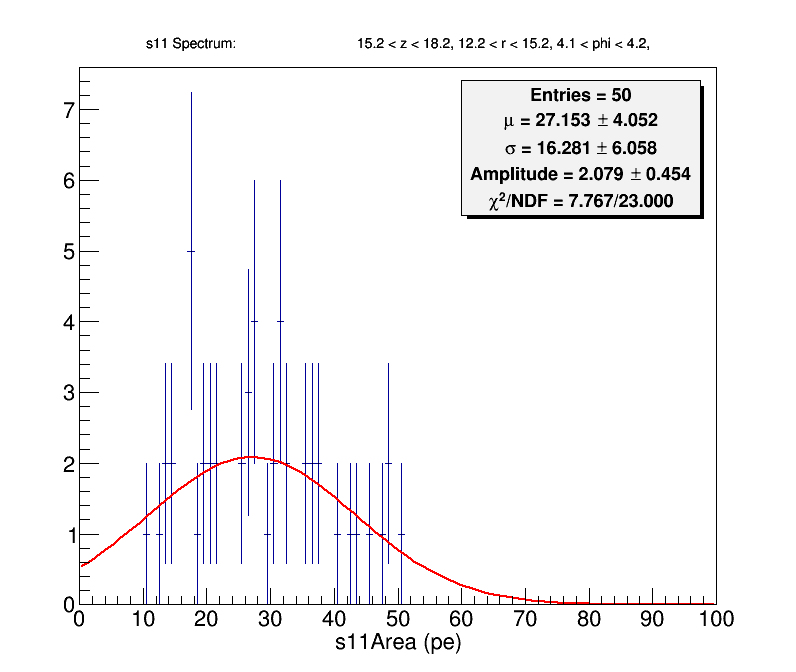 s11 Spectrum: 15.2 < z < 18.2, 12.2 < r < 15.2, 4.1 < phi < 4.2,
Entries = 50
μ = 27.153 ± 4.052
σ = 16.281 ± 6.058
Amplitude = 2.079 ± 0.454
χ²/NDF = 7.767/23.000
7
6
5
4
3
2
1
0
0 10 20 30 40 50 60 70 80 90 100
s11Area (pe)